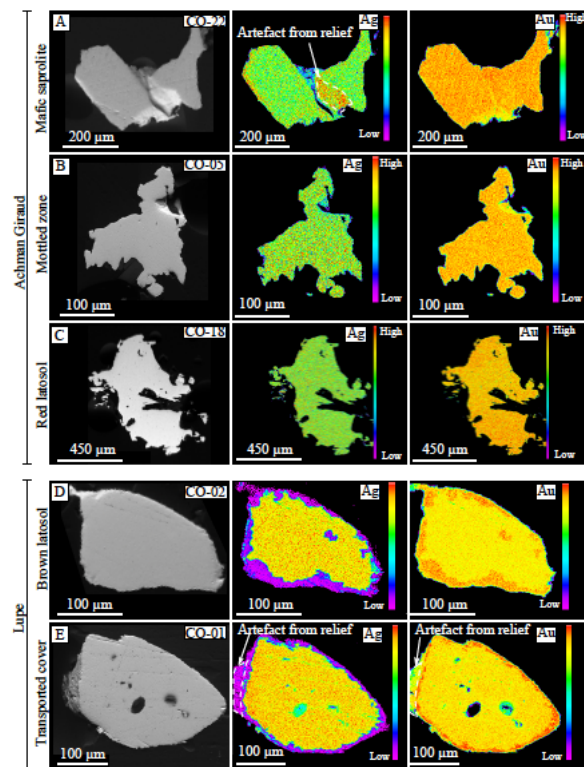 Achman Giraud
Mafic saprolite
A
CO-22
200 µm
Artefact from relief
Ag
Low
200 µm
Au
High
200 µm
Mottled zone
B
CO-05
100 µm
Ag
High
Low
100 µm
Au
High
100 µm
Red latosol
C
CO-18
450 µm
Ag
High
Low
450 µm
Au
High
Low
450 µm
Lupe
Brown latosol
D
CO-02
100 µm
Ag
Low
100 µm
Au
100 µm
Transported cover
E
CO-01
100 µm
Artefact from relief
Ag
Low
100 µm
Artefact from relief
Au
Low
100 µm